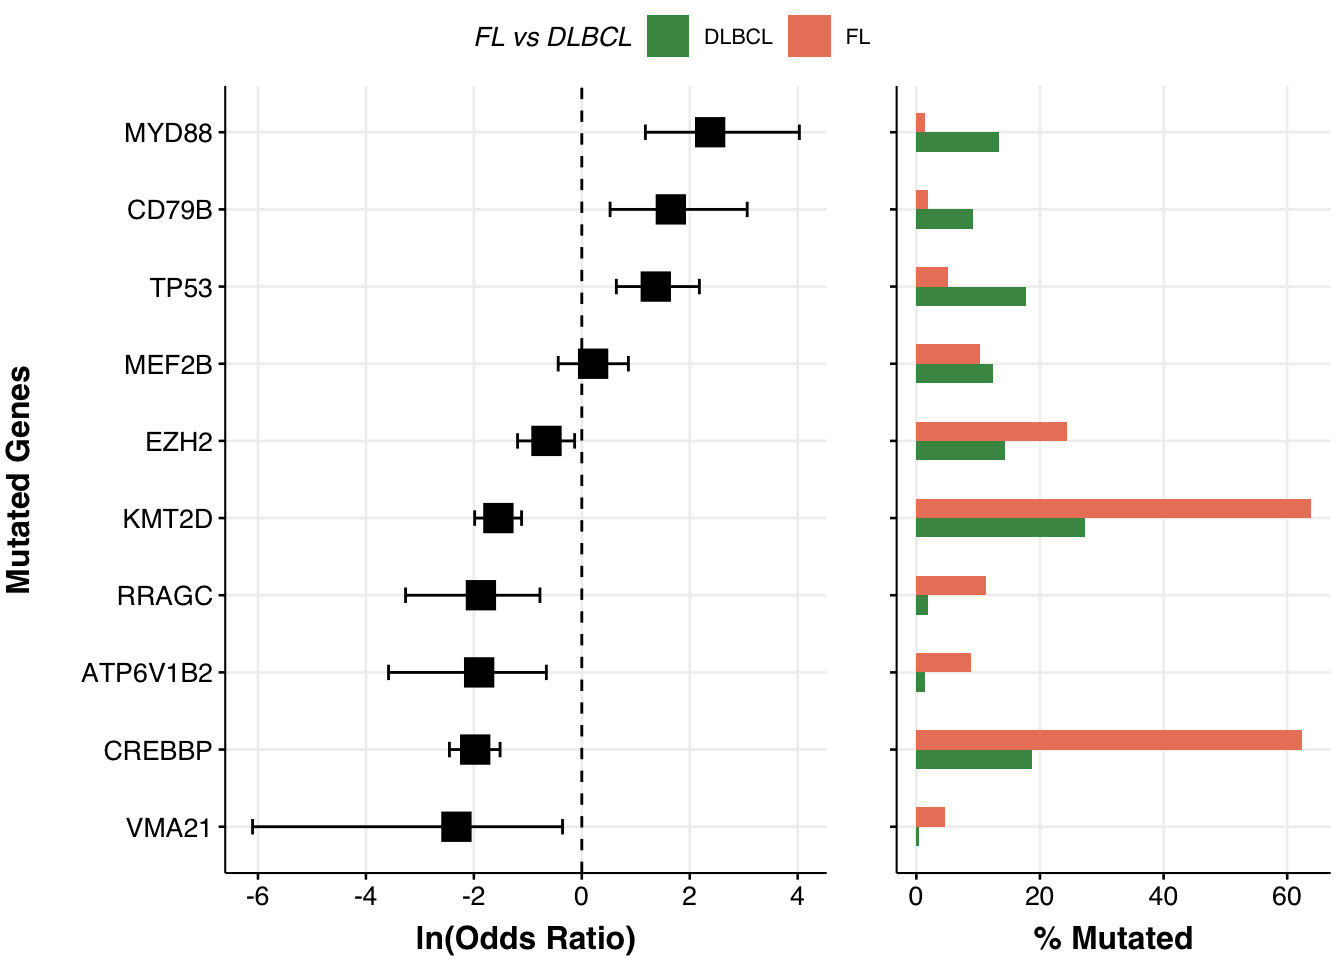 FL vs DLBCL DLBCL FL
MYD88
CD79B
TP53
MEF2B
EZH2
KMT2D
RRAGC
ATP6V1B2
CREBBP
VMA21
Mutated Genes
-6 -4 -2 0 2 4
ln(Odds Ratio)
0 20 40 60
% Mutated